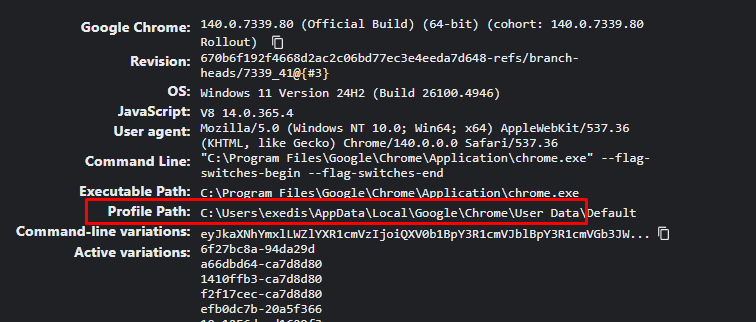 Google Chrome: 140.0.7339.80 (Official Build) (64-bit) (cohort: 140.0.7339.80
Rollout)
Revision: 670b6f192f4668d2ac2c06bd77ec3e4eeda7d648-refs/branch-
heads/7339_41@{#3}
OS: Windows 11 Version 24H2 (Build 26100.4946)
JavaScript: V8 14.0.365.4
User agent: Mozilla/5.0 (Windows NT 10.0; Win64; x64) AppleWebKit/537.36
(KHTML, like Gecko) Chrome/140.0.0.0 Safari/537.36
Command Line: "C:\Program Files\Google\Chrome\Application\chrome.exe" --flag-
switches-begin --flag-switches-end
Executable Path: C:\Program Files\Google\Chrome\Application\chrome.exe
Profile Path: C:\Users\exedis\AppData\Local\Google\Chrome\User Data\Default
Command-line variations: eyJkaXNhYmxlLWZlYXR1cmVzIjoiQXV0b1BpY3R1cmVJblBpY3R1cmVGb3JW...
Active variations: 6f27bc8a-94da29d
a66dbd64-ca7d8d80
1410ffb3-ca7d8d80
f2f17cec-ca7d8d80
efb0dc7b-20a5f366